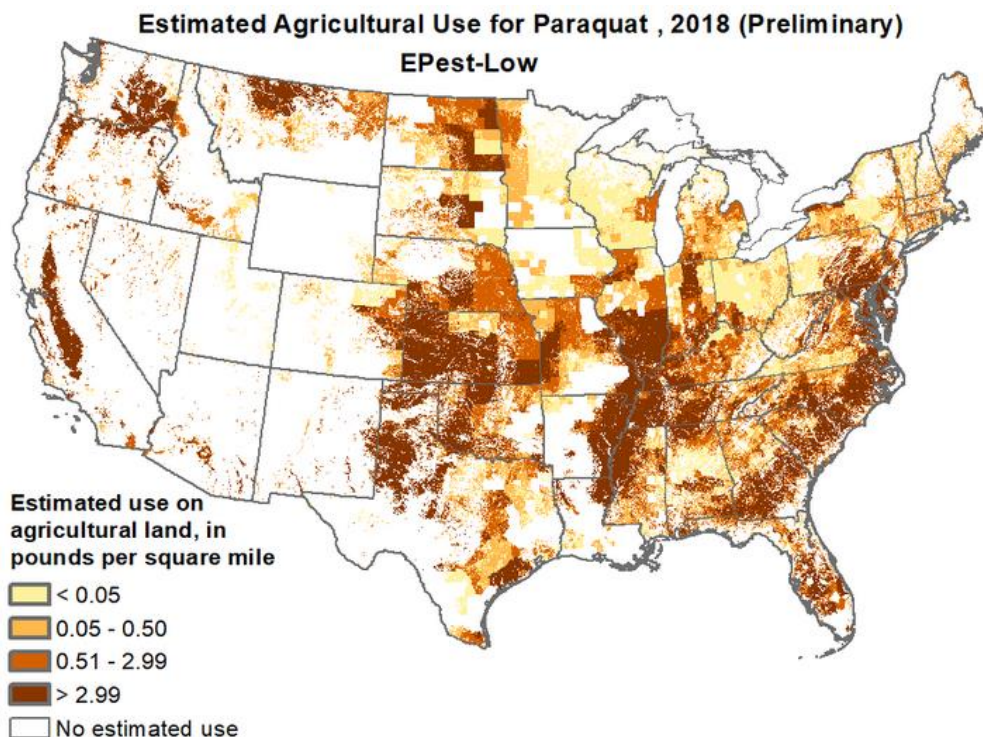 Estimated Agricultural Use for Paraquat , 2018 (Preliminary)
EPest-Low
Estimated use on
agricultural land, in
pounds per square mile
< 0.05
0.05 - 0.50
0.51 - 2.99
> 2.99
No estimated use